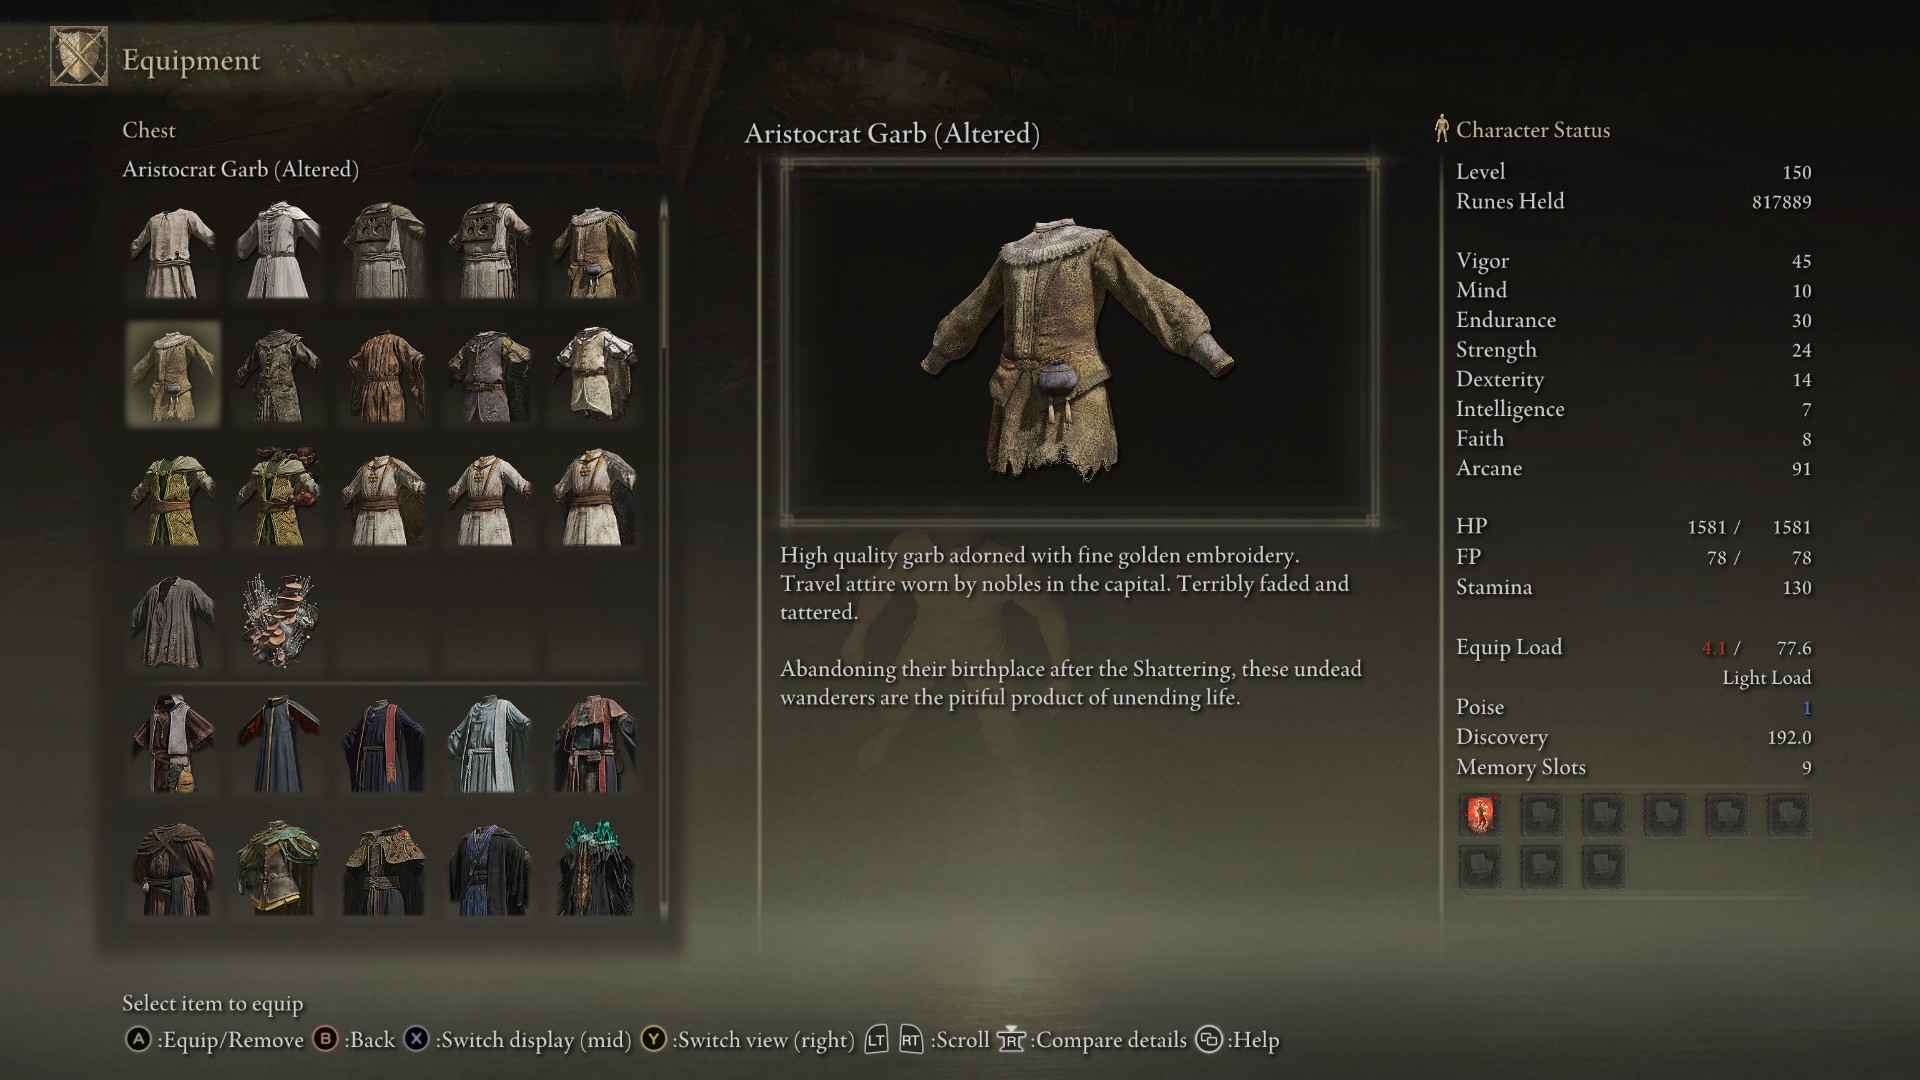 Equipment
Chest
Aristocrat Garb (Altered)
Aristocrat Garb (Altered)
High quality garb adorned with fine golden embroidery.
Travel attire worn by nobles in the capital. Terribly faded and
tattered.
Abandoning their birthplace after the Shattering, these undead
wanderers are the pitiful product of unending life.
Character Status
Level 150
Runes Held 817889
Vigor 45
Mind 10
Endurance 30
Strength 24
Dexterity 14
Intelligence 7
Faith 8
Arcane 91
HP 1581 / 1581
FP 78 / 78
Stamina 130
Equip Load 4.1 / 77.6
Light Load
Poise 1
Discovery 192.0
Memory Slots 9
Select item to equip
A :Equip/Remove B :Back X :Switch display (mid) Y :Switch view (right) LT RT :Scroll R :Compare details :Help